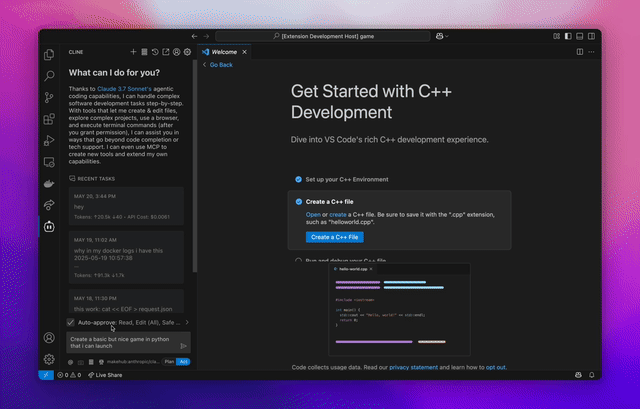 [Extension Development Host] game
CLINE
Welcome
Go Back
What can I do for you?
Thanks to Claude 3.7 Sonnet's agentic
coding capabilities, I can handle complex
software development tasks step-by-step.
With tools that let me create & edit files,
explore complex projects, use a browser,
and execute terminal commands (after
you grant permission), I can assist you in
ways that go beyond code completion or
tech support. I can even use MCP to
create new tools and extend my own
capabilities.
RECENT TASKS
MAY 20, 3:44 PM
hey
Tokens: ↑20.5k ↓40 · API Cost: $0.0061
MAY 19, 11:02 AM
why in my docker logs i have this
2025-05-19 10:57:38
...
Tokens: ↑91.3k ↓1.7k
MAY 16, 11:36 PM
this work: cat << EOF > request.json
Auto-approve: Read, Edit (All), Safe ...
Create a basic but nice game in python
that i can launch
makehub:anthropic/cla...
Plan
Act
Get Started with C++
Development
Dive into VS Code's rich C++ development experience.
Set up your C++ Environment
Create a C++ file
Open or create a C++ file. Be sure to save it with the ".cpp" extension,
such as "helloworld.cpp".
Create a C++ File
Run and debug your C++ file
hello-world.cpp
#include <iostream>
int main() {
std::cout << "Hello, world!" << std::endl;
return 0;
}
Code collects usage data. Read our privacy statement and learn how to opt out.
0
0
Live Share